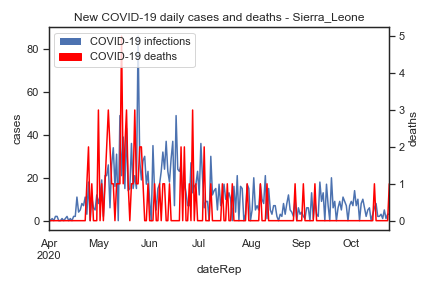 New COVID-19 daily cases and deaths - Sierra_Leone
COVID-19 infections
COVID-19 deaths
80
60
40
20
0
cases
5
4
3
2
1
0
deaths
Apr
2020
May
Jun
Jul
Aug
Sep
Oct
dateRep